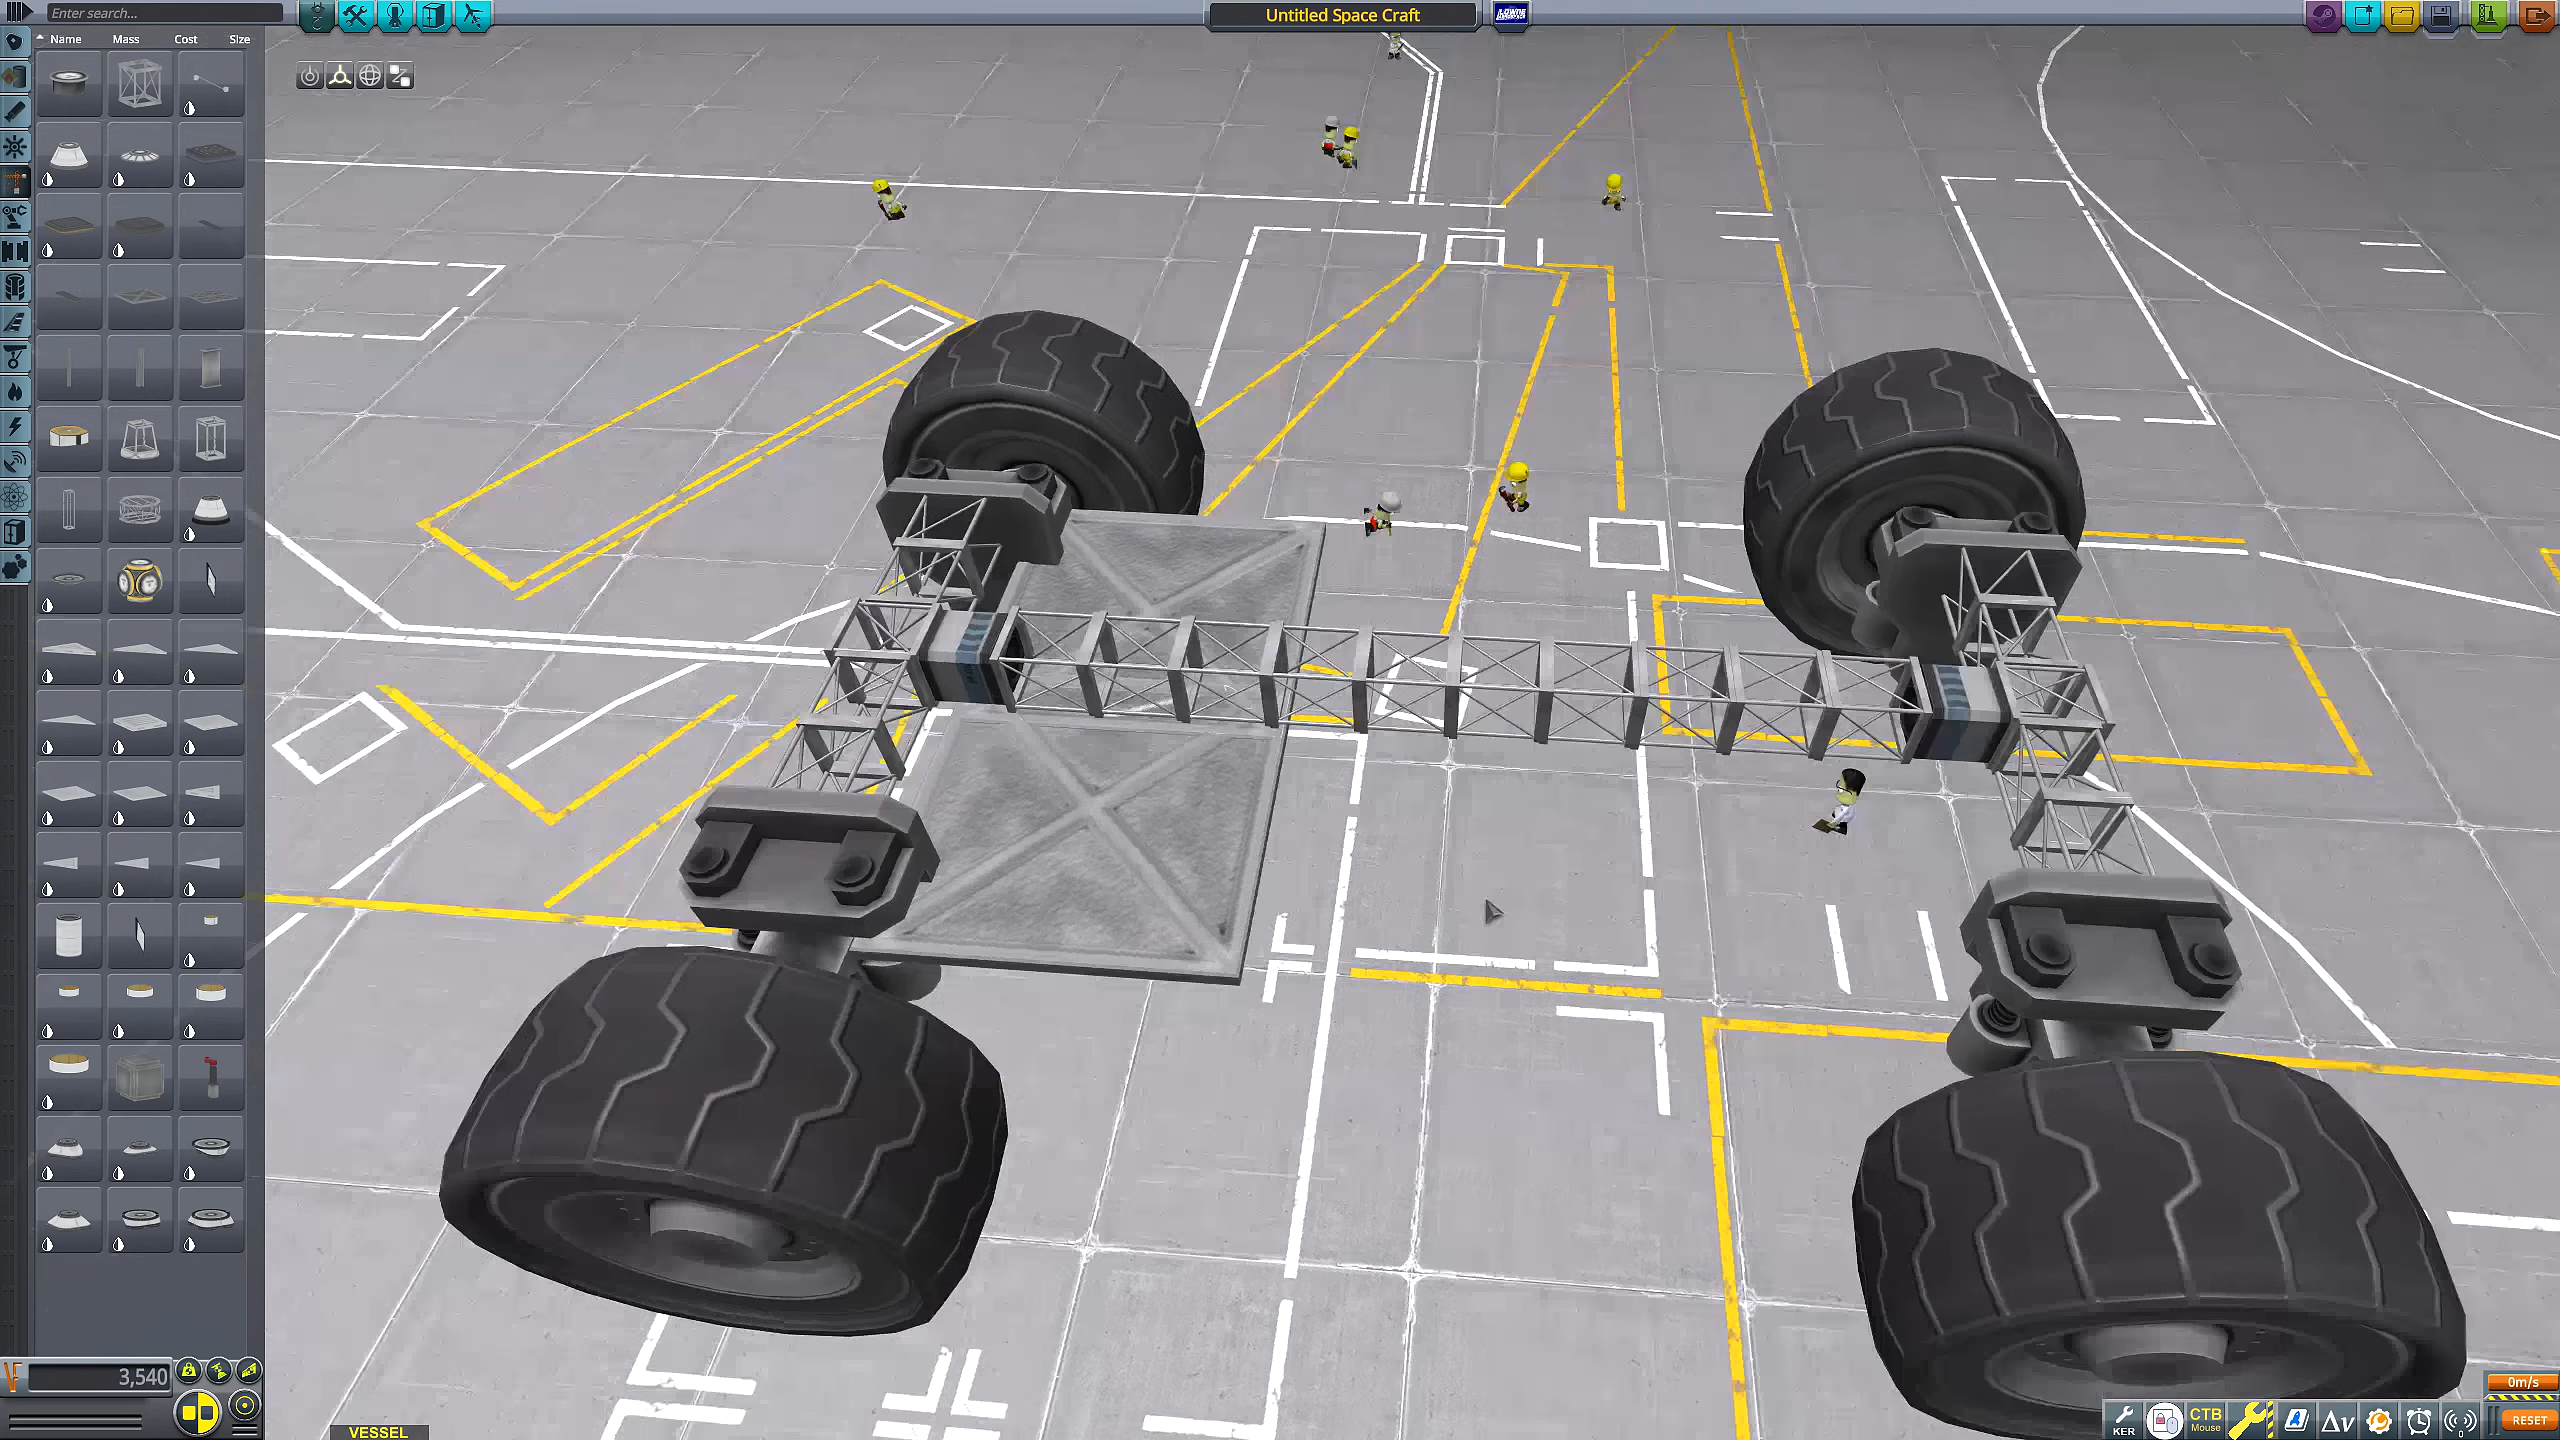 Enter search...
Untitled Space Craft
Name Mass Cost Size
3,540
VESSEL
0m/s
KER
CTB
Mouse
Δv
RESET